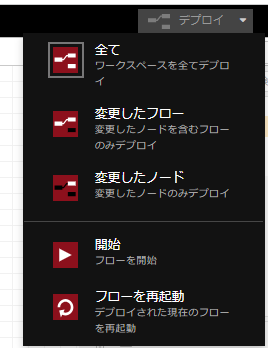 デプロイ
全て
ワークスペースを全てデプロ
イ
変更したフロー
変更したノードを含むフロー
のみデプロイ
変更したノード
変更したノードのみデプロイ
開始
フローを開始
フローを再起動
デプロイされた現在のフロー
を再起動